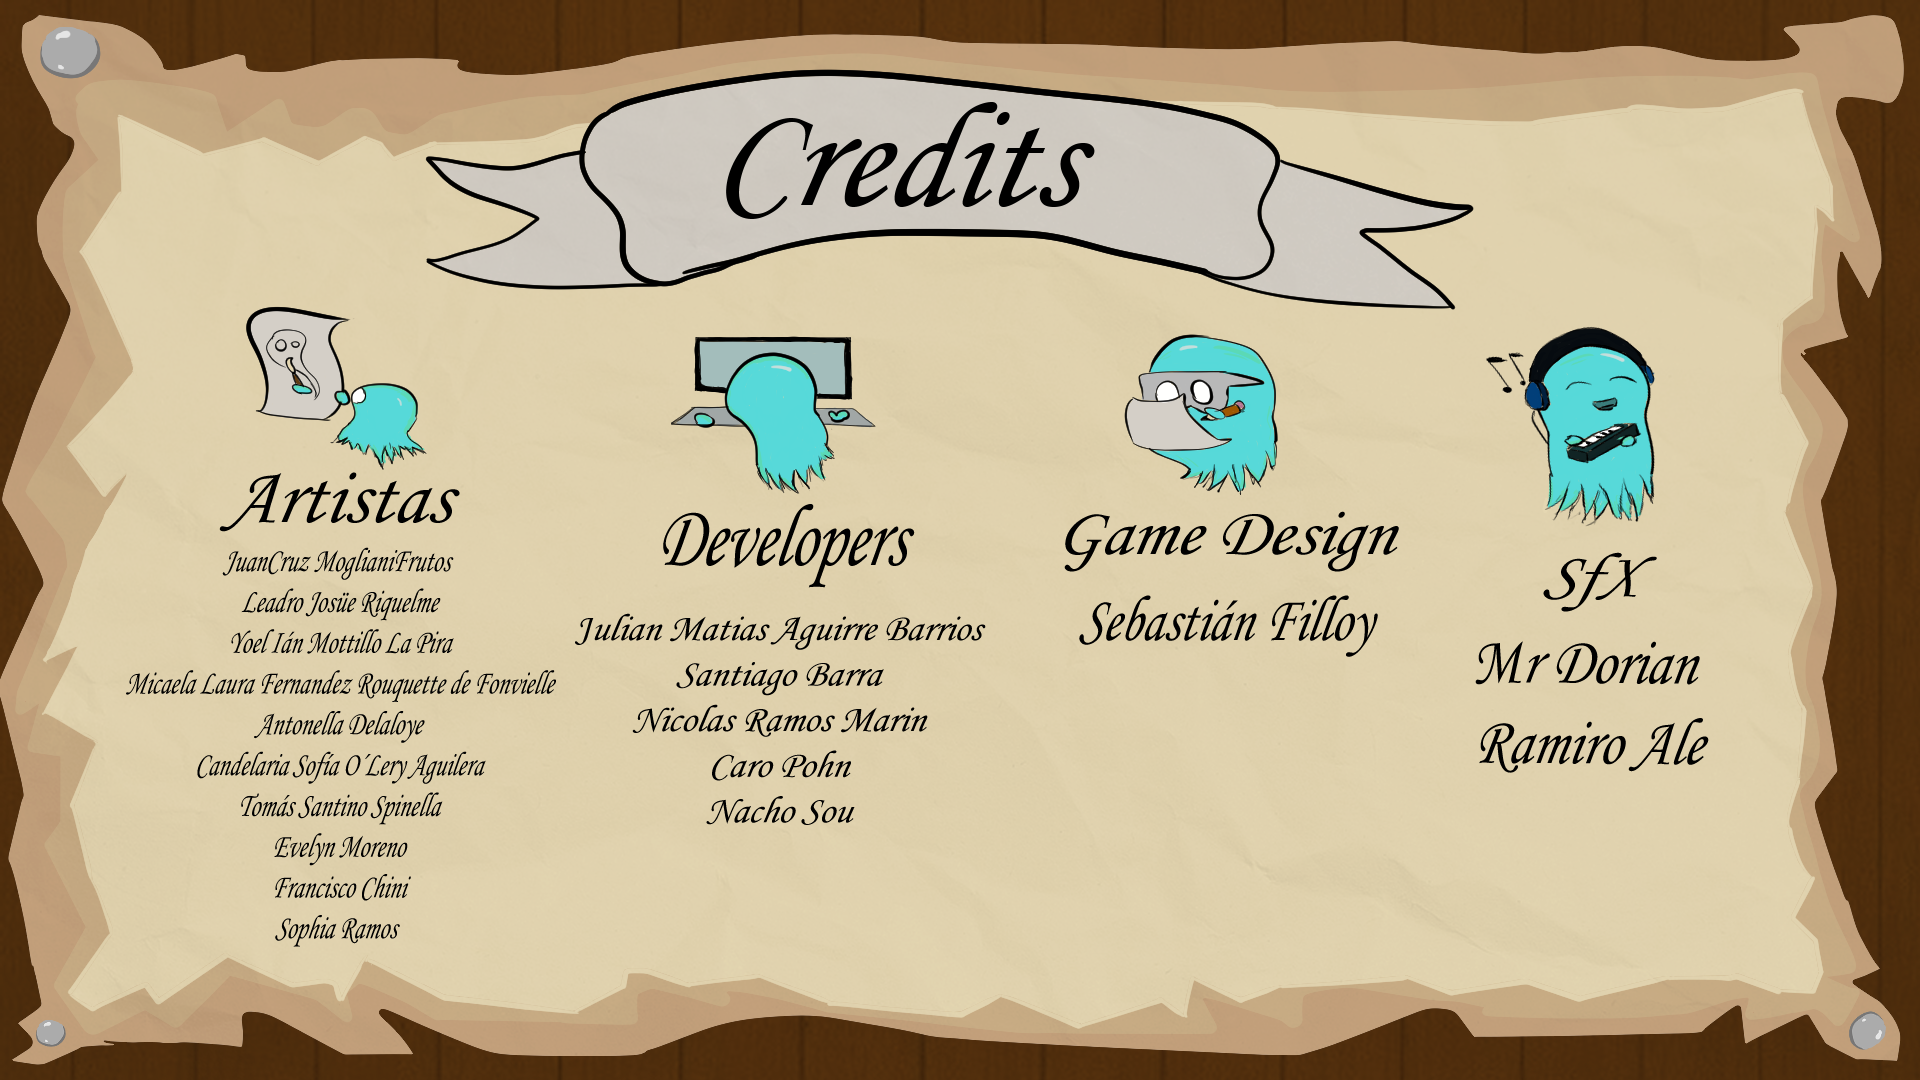 Credits
Artistas
JuanCruz MoglianiFrutos
Leadro Josüe Riquelme
Yoel Ián Mottillo La Pira
Micaela Laura Fernandez Rouquette de Fonvielle
Antonella Delaloye
Candelaria Sofía O´Lery Aguilera
Tomás Santino Spinella
Evelyn Moreno
Francisco Chini
Sophia Ramos
Developers
Julian Matias Aguirre Barrios
Santiago Barra
Nicolas Ramos Marin
Caro Pohn
Nacho Sou
Game Design
Sebastián Filloy
SfX
Mr Dorian
Ramiro Ale